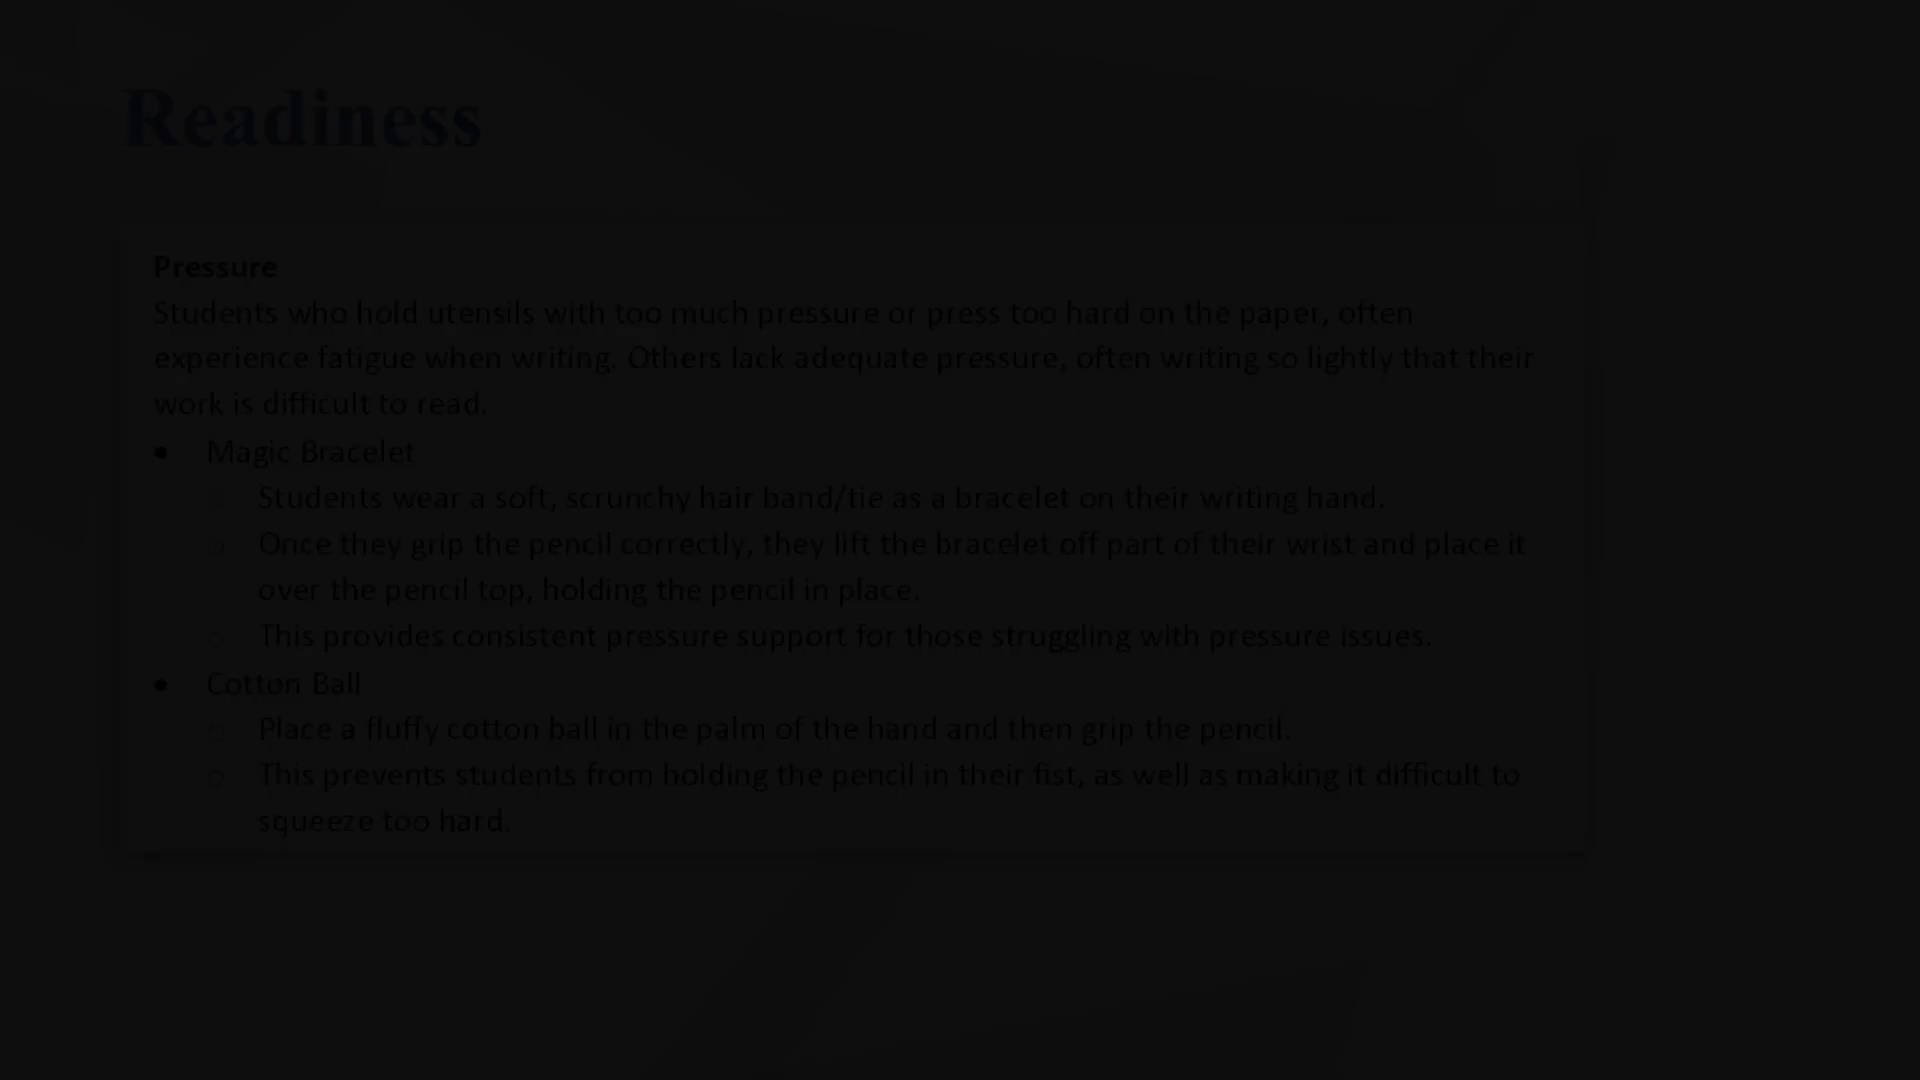 Readiness
Pressure
Students who hold utensils with too much pressure or press too hard on the paper, often
experience fatigue when writing. Others lack adequate pressure, often writing so lightly that their
work is difficult to read.
• Magic Bracelet
○ Students wear a soft, scrunchy hair band/tie as a bracelet on their writing hand.
○ Once they grip the pencil correctly, they lift the bracelet off part of their wrist and place it
over the pencil top, holding the pencil in place.
○ This provides consistent pressure support for those struggling with pressure issues.
• Cotton Ball
○ Place a fluffy cotton ball in the palm of the hand and then grip the pencil.
○ This prevents students from holding the pencil in their fist, as well as making it difficult to
squeeze too hard.